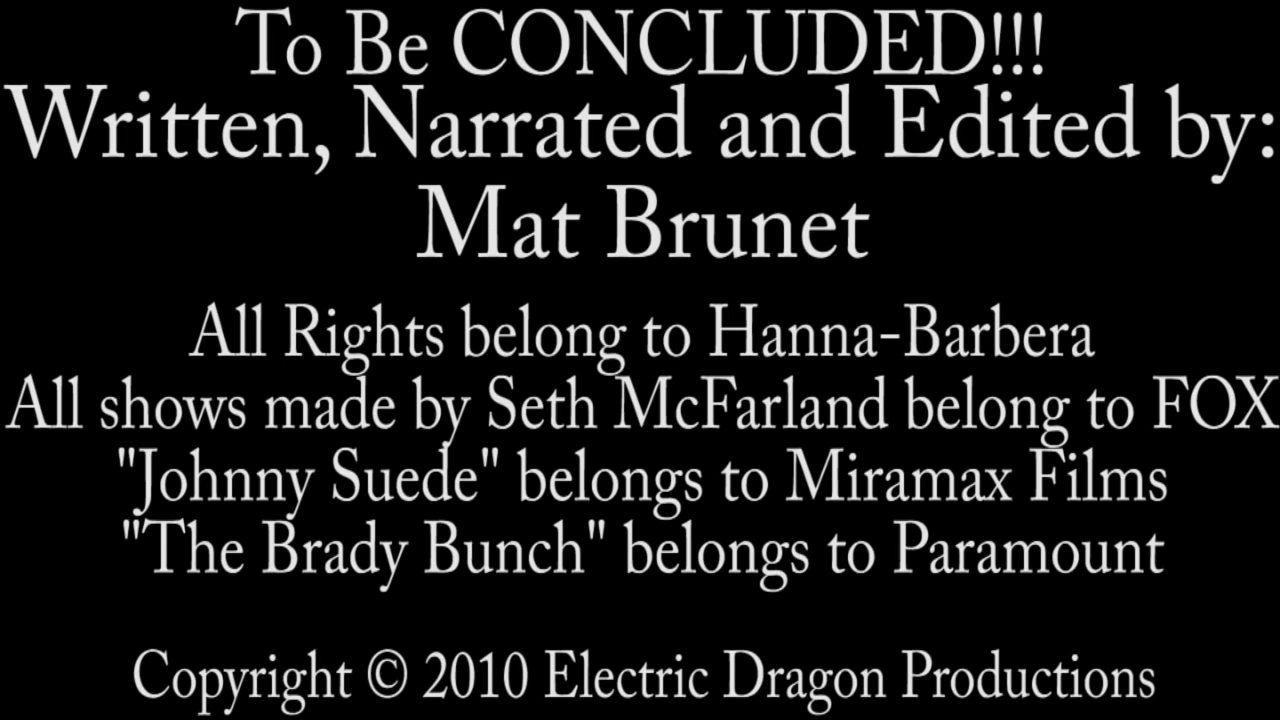 To Be CONCLUDED!!!
Written, Narrated and Edited by:
Mat Brunet
All Rights belong to Hanna-Barbera
All shows made by Seth McFarland belong to FOX
"Johnny Suede" belongs to Miramax Films
"The Brady Bunch" belongs to Paramount
Copyright © 2010 Electric Dragon Productions